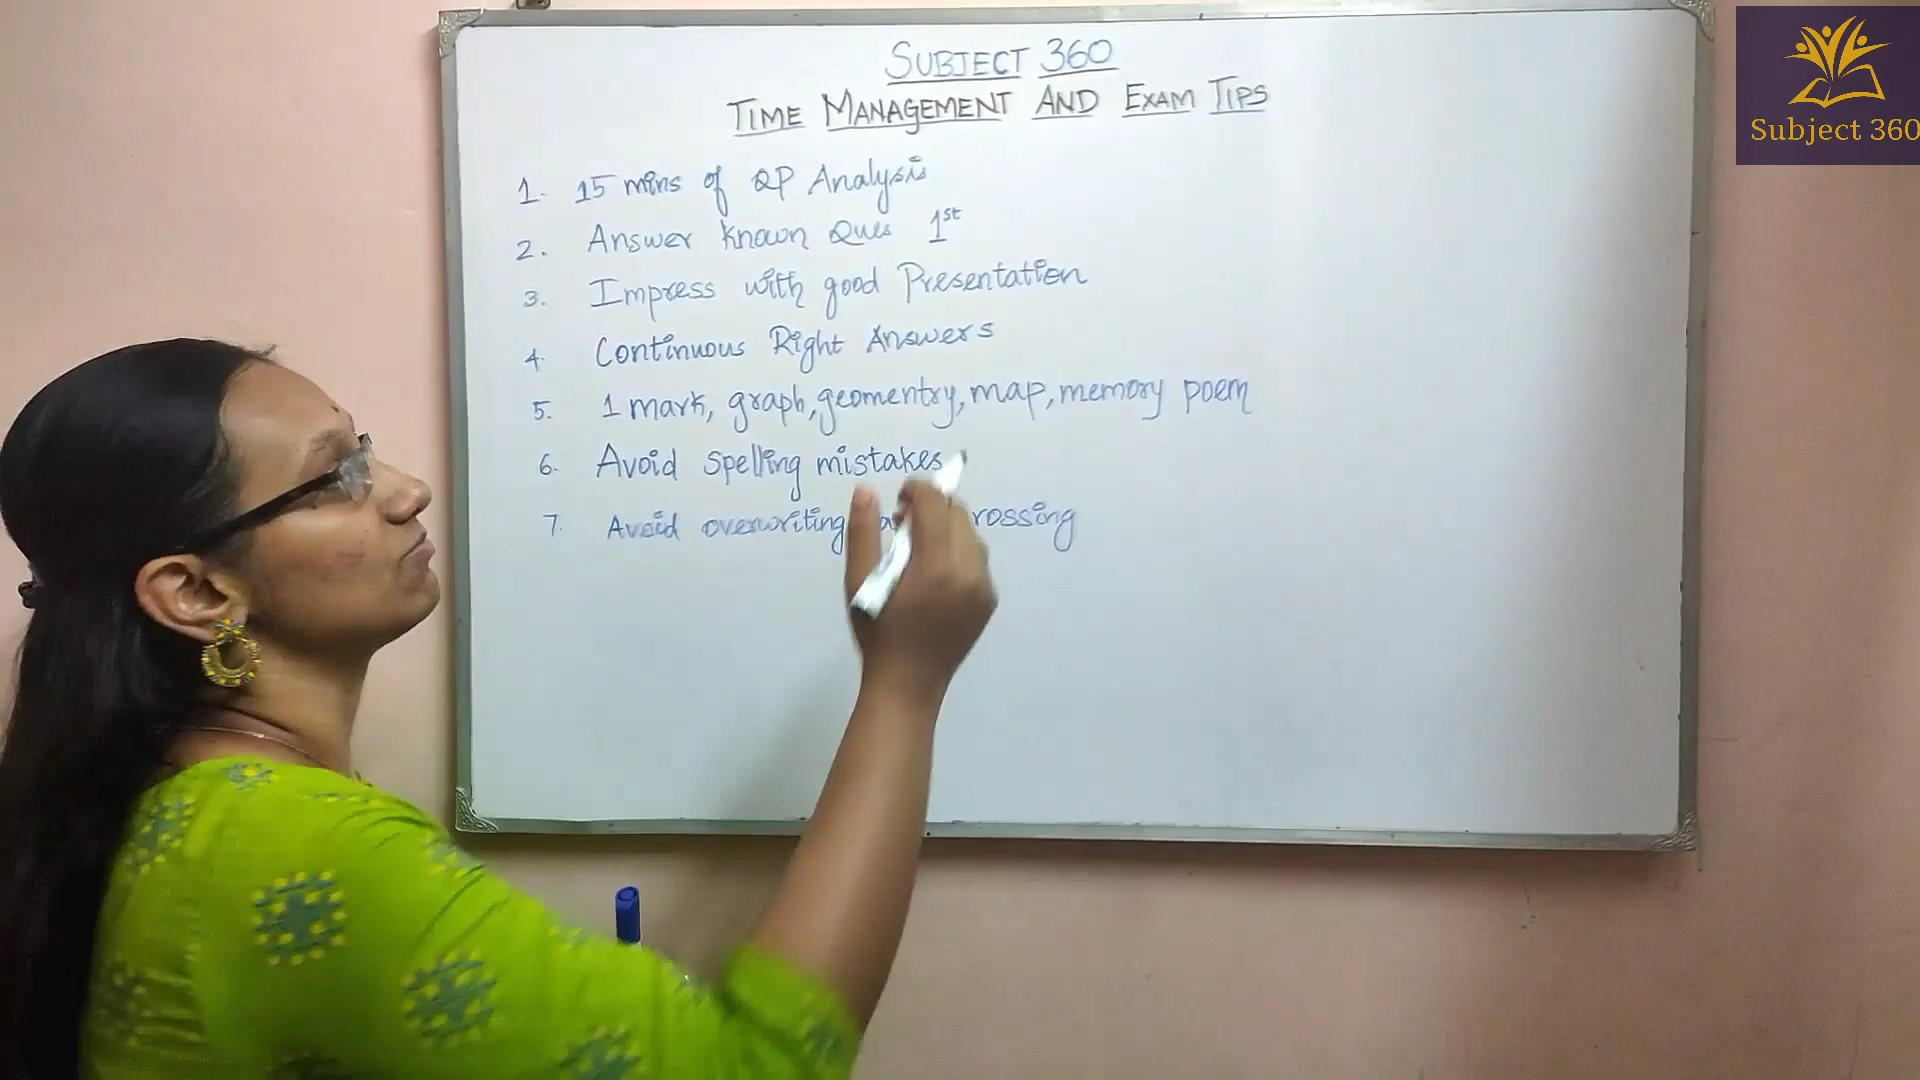 SUBJECT 360
TIME MANAGEMENT AND EXAM TIPS
1. 15 mins of QP Analysis
2. Answer known Ques 1st
3. Impress with good Presentation
4. Continuous Right Answers
5. 1 mark, graph, geomentry, map, memory poem
6. Avoid spelling mistakes
7. Avoid overwriting
Subject 360